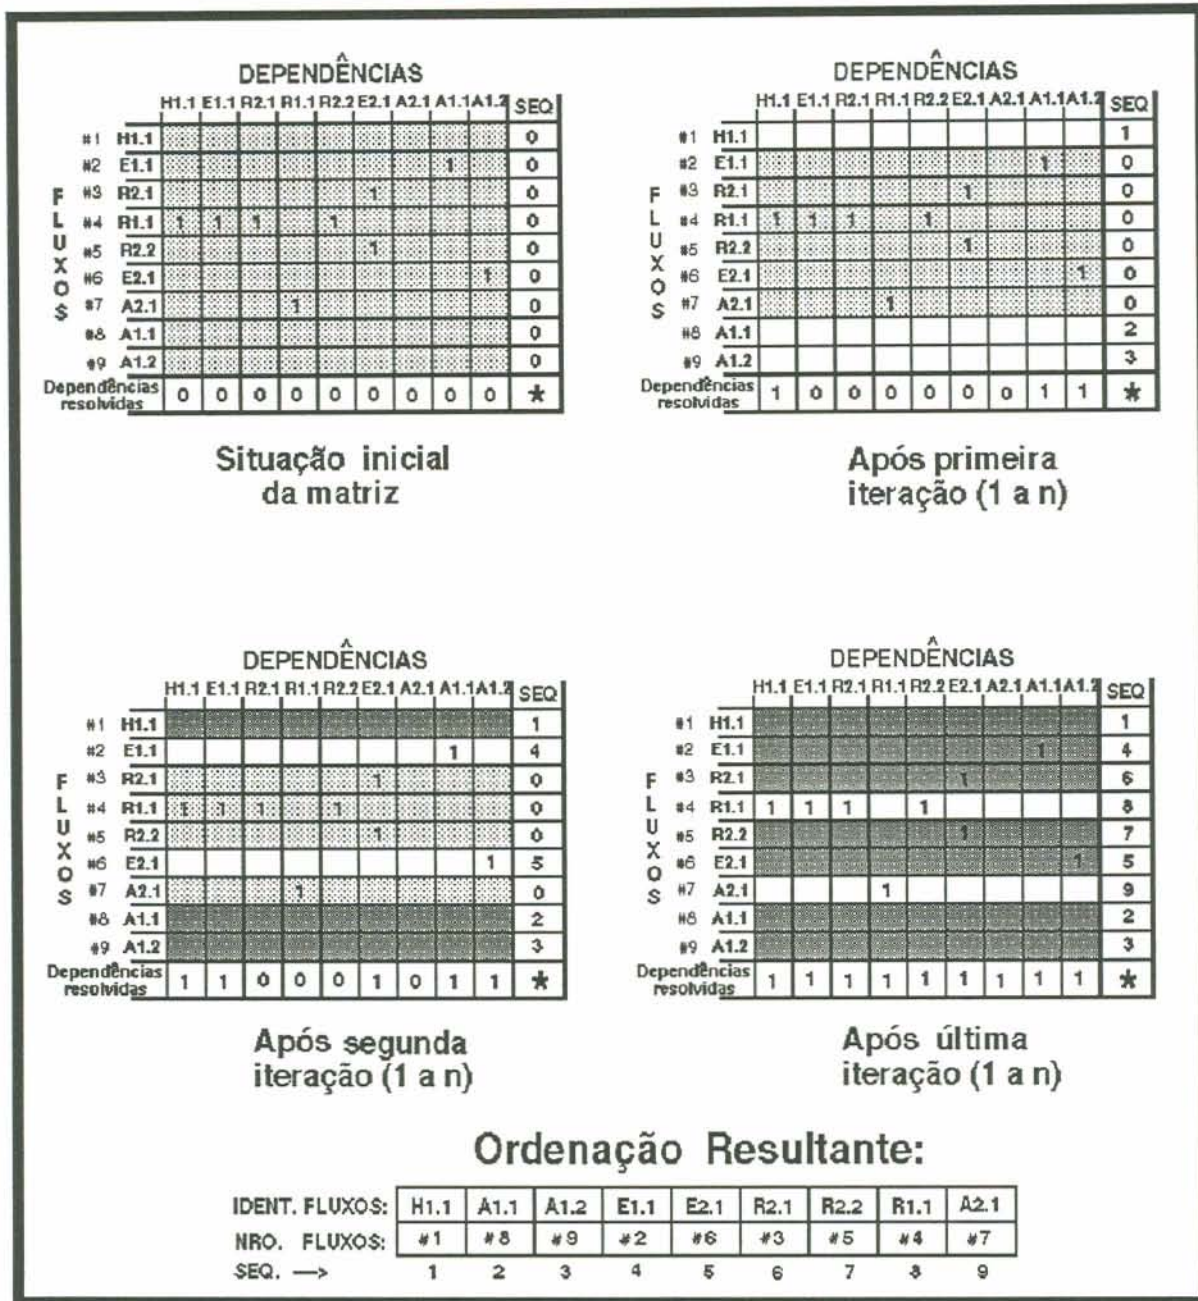 DEPENDÊNCIAS
H1.1 E1.1 R2.1 R1.1 R2.2 E2.1 A2.1 A1.1 A1.2 SEQ
FLUXOS
#1 H1.1 0
#2 E1.1 1 0
#3 R2.1 1 0
#4 R1.1 1 1 1 1 0
#5 R2.2 1 0
#6 E2.1 1 0
#7 A2.1 1 0
#8 A1.1 0
#9 A1.2 0
Dependências
resolvidas 0 0 0 0 0 0 0 0 0 *
Situação inicial
da matriz
DEPENDÊNCIAS
H1.1 E1.1 R2.1 R1.1 R2.2 E2.1 A2.1 A1.1 A1.2 SEQ
FLUXOS
#1 H1.1 1
#2 E1.1 1 0
#3 R2.1 1 0
#4 R1.1 1 1 1 1 0
#5 R2.2 1 0
#6 E2.1 1 0
#7 A2.1 1 0
#8 A1.1 2
#9 A1.2 3
Dependências
resolvidas 1 0 0 0 0 0 0 1 1 *
Após primeira
iteração (1 a n)
DEPENDÊNCIAS
H1.1 E1.1 R2.1 R1.1 R2.2 E2.1 A2.1 A1.1 A1.2 SEQ
FLUXOS
#1 H1.1 1
#2 E1.1 1 4
#3 R2.1 1 0
#4 R1.1 1 1 1 1 0
#5 R2.2 1 0
#6 E2.1 1 5
#7 A2.1 1 0
#8 A1.1 2
#9 A1.2 3
Dependências
resolvidas 1 1 0 0 0 1 0 1 1 *
Após segunda
iteração (1 a n)
DEPENDÊNCIAS
H1.1 E1.1 R2.1 R1.1 R2.2 E2.1 A2.1 A1.1 A1.2 SEQ
FLUXOS
#1 H1.1 1
#2 E1.1 1 4
#3 R2.1 1 6
#4 R1.1 1 1 1 1 8
#5 R2.2 1 7
#6 E2.1 1 5
#7 A2.1 1 9
#8 A1.1 2
#9 A1.2 3
Dependências
resolvidas 1 1 1 1 1 1 1 1 1 *
Após última
iteração (1 a n)
Ordenação Resultante:
IDENT. FLUXOS: H1.1 A1.1 A1.2 E1.1 E2.1 R2.1 R2.2 R1.1 A2.1
NRO. FLUXOS: #1 #8 #9 #2 #6 #3 #5 #4 #7
SEQ. —> 1 2 3 4 5 6 7 8 9